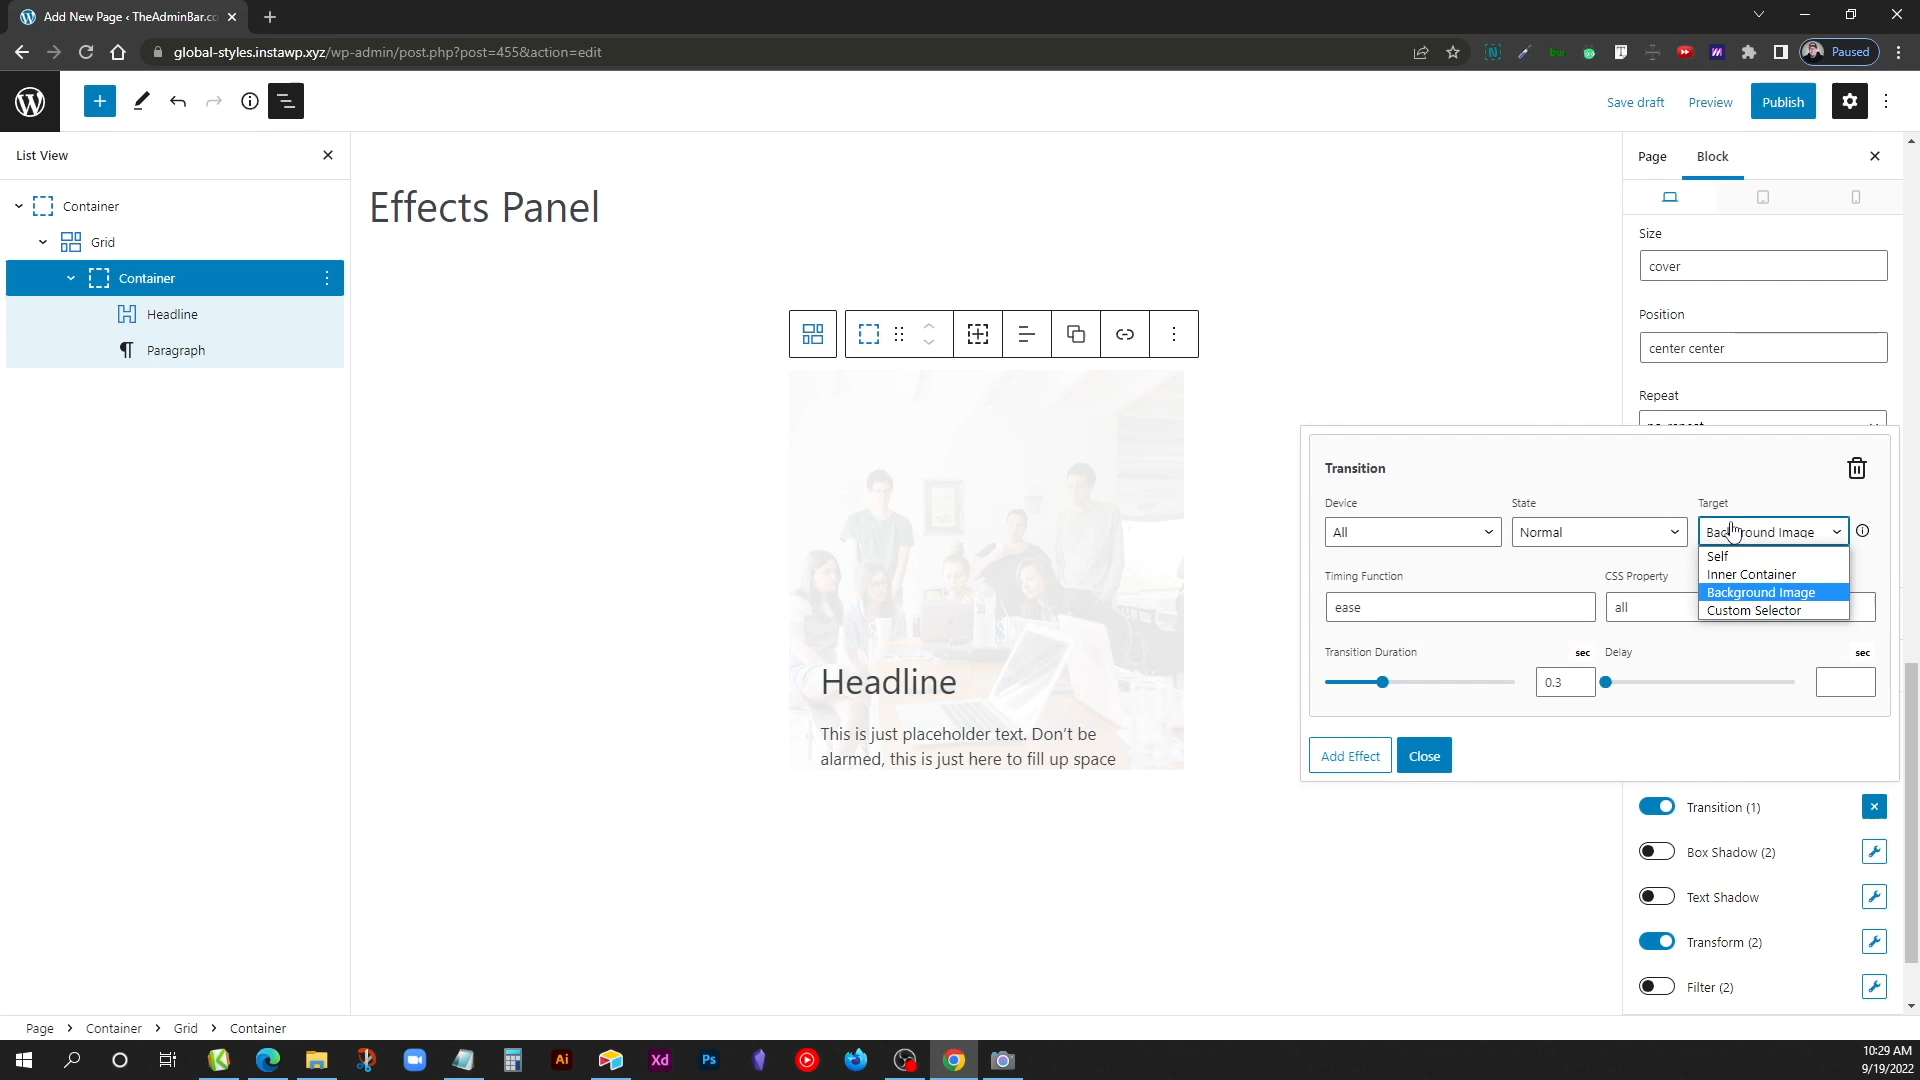 Add New Page ‹ TheAdminBar.co
global-styles.instawp.xyz/wp-admin/post.php?post=455&action=edit
Paused
Save draft
Preview
Publish
List View
Page
Block
Container
Grid
Container
Headline
Paragraph
Effects Panel
Size
cover
Position
center center
Repeat
Transition
Device
State
Target
All
Normal
Background Image
Self
Inner Container
Background Image
Custom Selector
Timing Function
CSS Property
ease
all
Transition Duration
sec
Delay
sec
0.3
Add Effect
Close
Headline
This is just placeholder text. Don't be
alarmed, this is just here to fill up space
Transition (1)
Box Shadow (2)
Text Shadow
Transform (2)
Filter (2)
Page > Container > Grid > Container
Ai
Xd
Ps
10:29 AM
9/19/2022